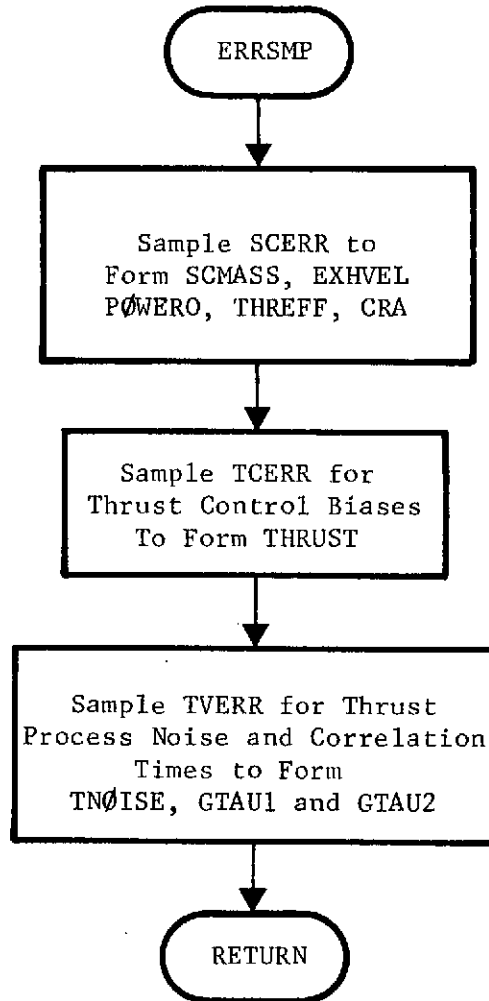 ERRSMP
Sample SCERR to
Form SCMASS, EXHVEL
PØWERO, THREFF, CRA
Sample TCERR for
Thrust Control Biases
To Form THRUST
Sample TVERR for Thrust
Process Noise and Correlation
Times to Form
TNØISE, GTAU1 and GTAU2
RETURN